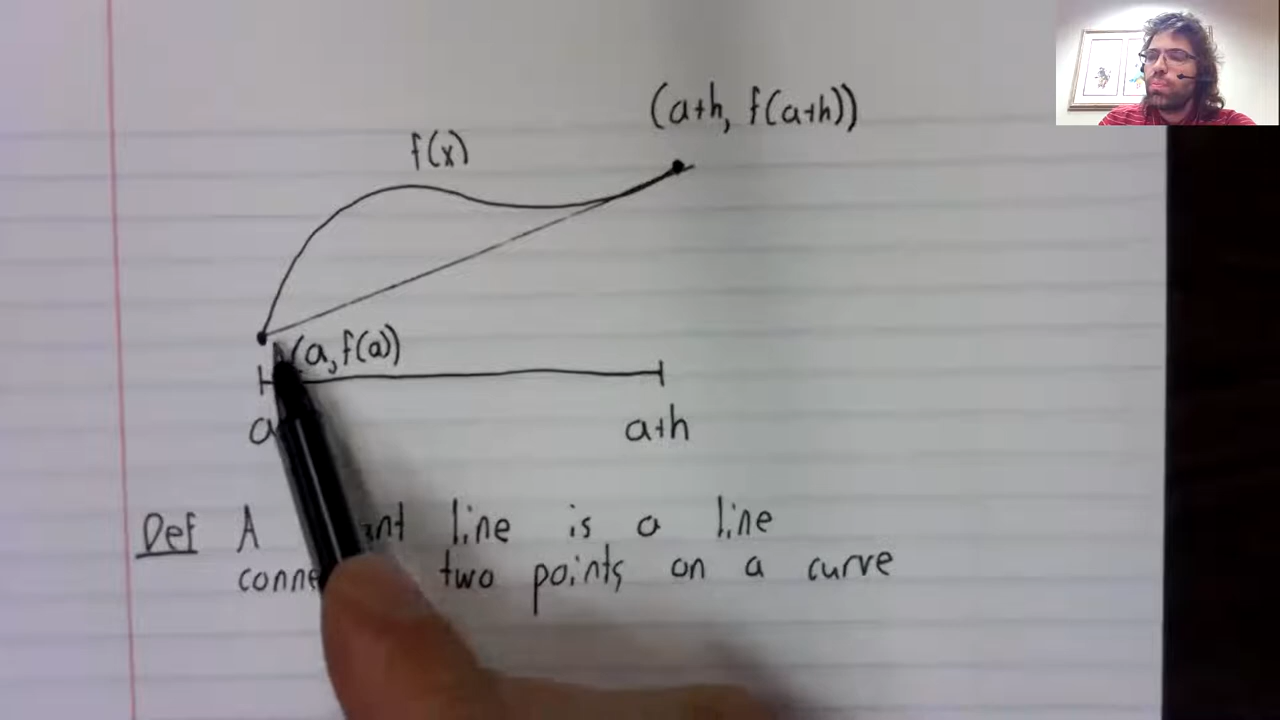 (a+h, f(a+h))
f(x)
(a, f(a))
a a+h
Def A line is a line
two points on a curve